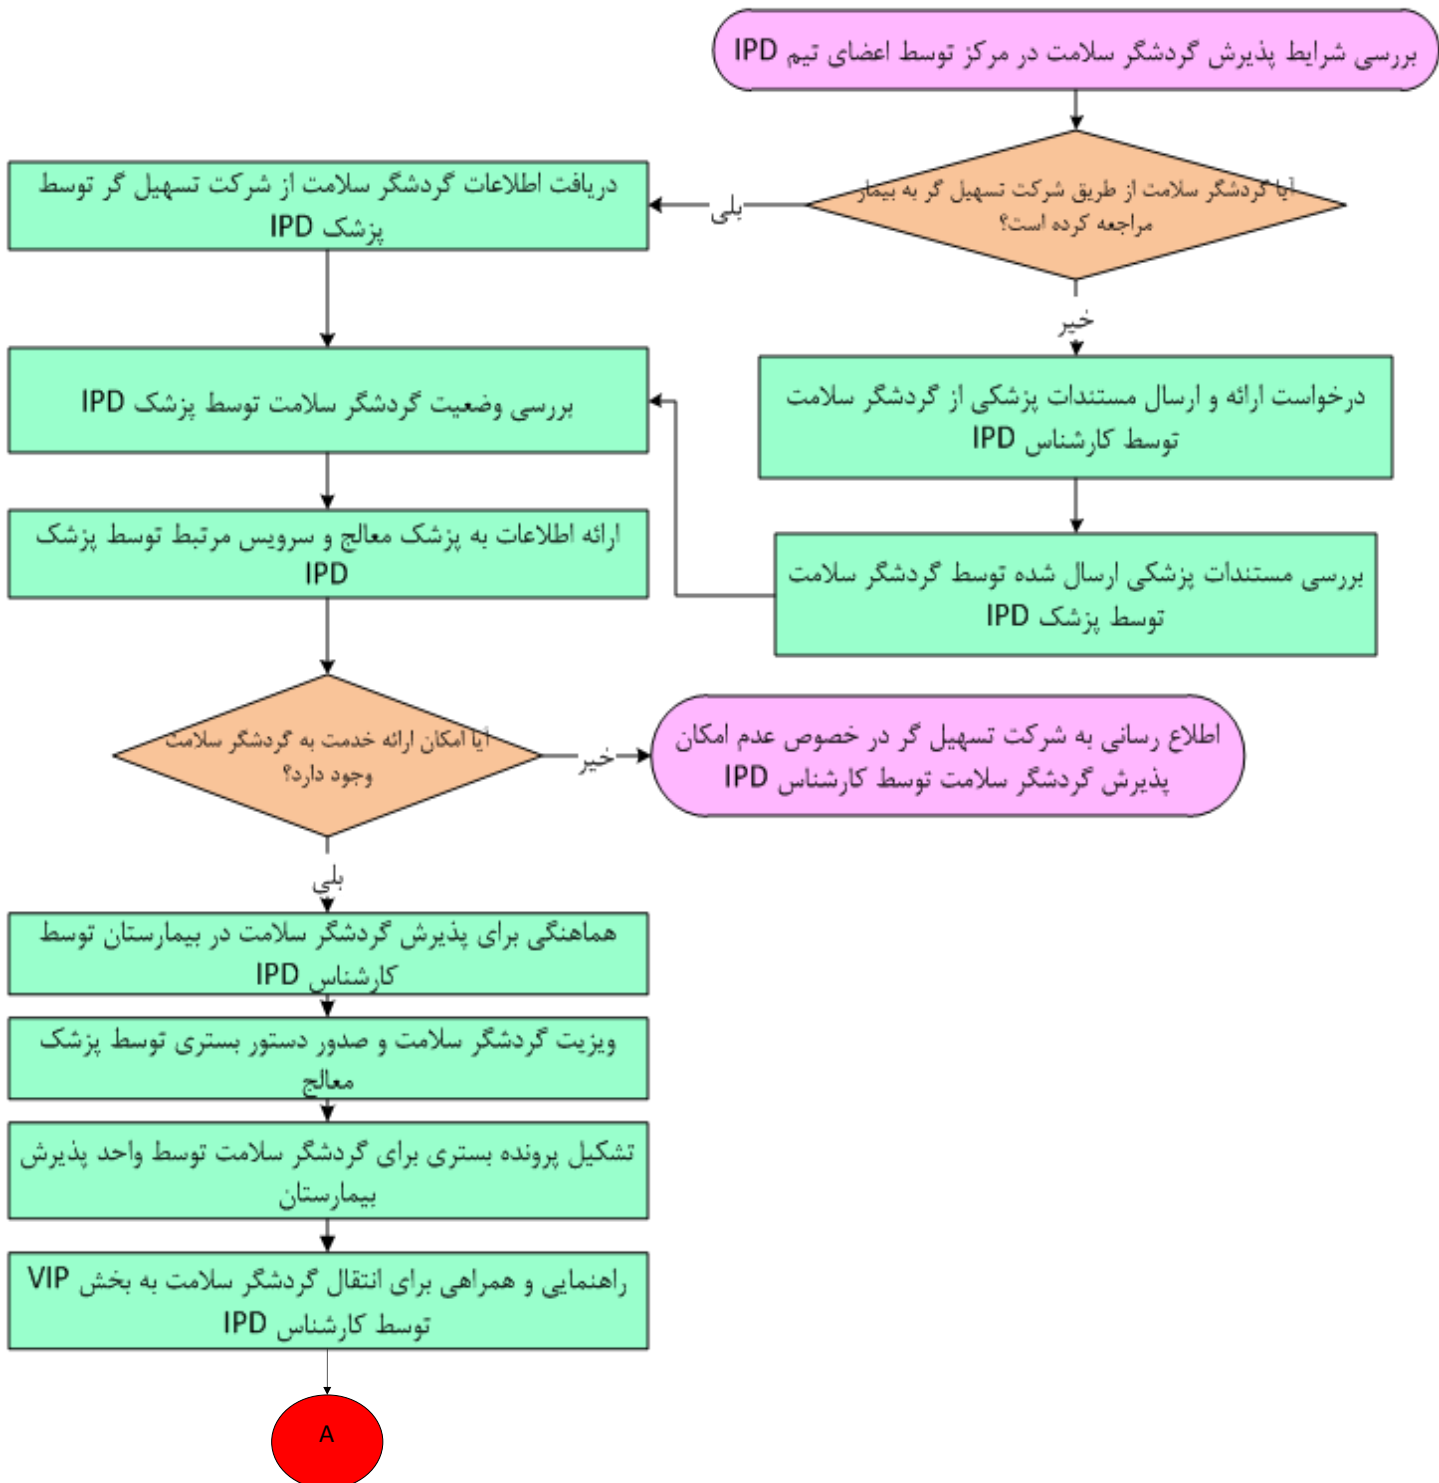 بررسی شرایط پذیرش گردشگر سلامت در مرکز توسط اعضای تیم IPD
آیا گردشگر سلامت از طریق شرکت تسهیل گر به بیمار
مراجعه کرده است؟
بلی
دریافت اطلاعات گردشگر سلامت از شرکت تسهیل گر توسط
پزشک IPD
خیر
درخواست ارائه و ارسال مستندات پزشکی از گردشگر سلامت
توسط کارشناس IPD
بررسی مستندات پزشکی ارسال شده توسط گردشگر سلامت
توسط پزشک IPD
بررسی وضعیت گردشگر سلامت توسط پزشک IPD
ارائه اطلاعات به پزشک معالج و سرویس مرتبط توسط پزشک
IPD
آیا امکان ارائه خدمت به گردشگر سلامت
وجود دارد؟
خیر
اطلاع رسانی به شرکت تسهیل گر در خصوص عدم امکان
پذیرش گردشگر سلامت توسط کارشناس IPD
بلی
هماهنگی برای پذیرش گردشگر سلامت در بیمارستان توسط
کارشناس IPD
ویزیت گردشگر سلامت و صدور دستور بستری توسط پزشک
معالج
تشکیل پرونده بستری برای گردشگر سلامت توسط واحد پذیرش
بیمارستان
راهنمایی و همراهی برای انتقال گردشگر سلامت به بخش VIP
توسط کارشناس IPD
A